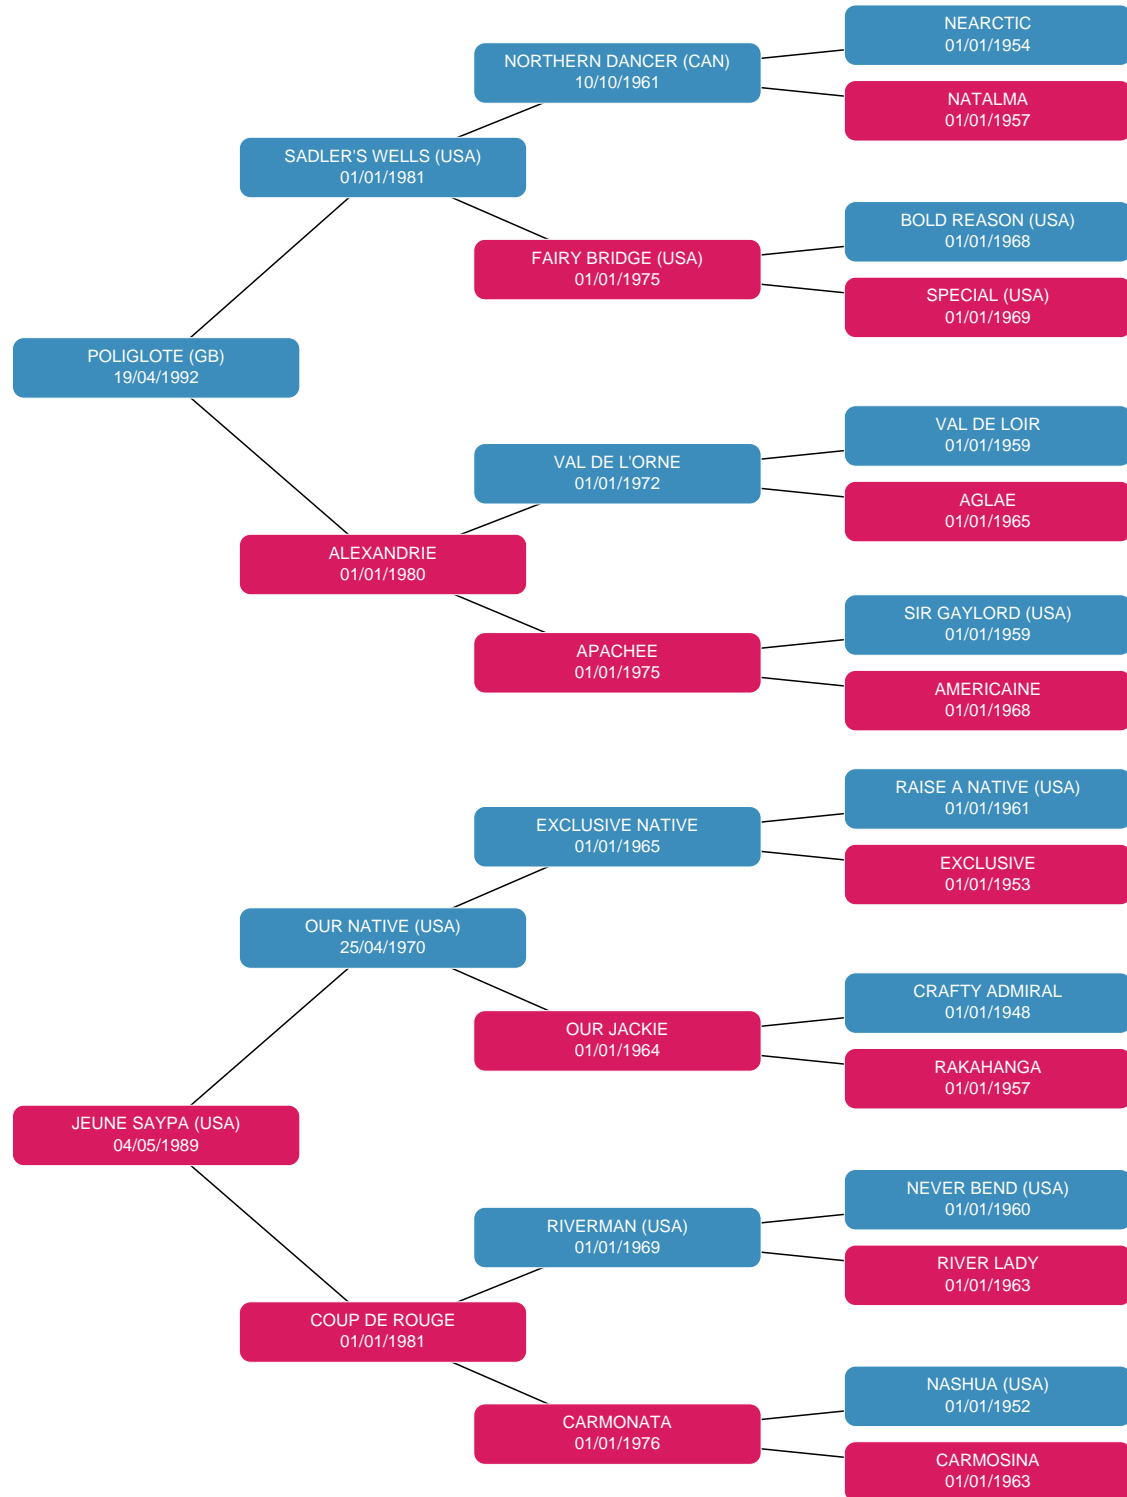 NEARCTIC
01/01/1954
NORTHERN DANCER (CAN)
10/10/1961
NATALMA
01/01/1957
SADLER'S WELLS (USA)
01/01/1981
BOLD REASON (USA)
01/01/1968
FAIRY BRIDGE (USA)
01/01/1975
SPECIAL (USA)
01/01/1969
POLIGLOTE (GB)
19/04/1992
VAL DE LOIR
01/01/1959
VAL DE L'ORNE
01/01/1972
AGLAE
01/01/1965
ALEXANDRIE
01/01/1980
SIR GAYLORD (USA)
01/01/1959
APACHEE
01/01/1975
AMERICAINE
01/01/1968
RAISE A NATIVE (USA)
01/01/1961
EXCLUSIVE NATIVE
01/01/1965
EXCLUSIVE
01/01/1953
OUR NATIVE (USA)
25/04/1970
CRAFTY ADMIRAL
01/01/1948
OUR JACKIE
01/01/1964
RAKAHANGA
01/01/1957
JEUNE SAYPA (USA)
04/05/1989
NEVER BEND (USA)
01/01/1960
RIVERMAN (USA)
01/01/1969
RIVER LADY
01/01/1963
COUP DE ROUGE
01/01/1981
NASHUA (USA)
01/01/1952
CARMONATA
01/01/1976
CARMOSINA
01/01/1963